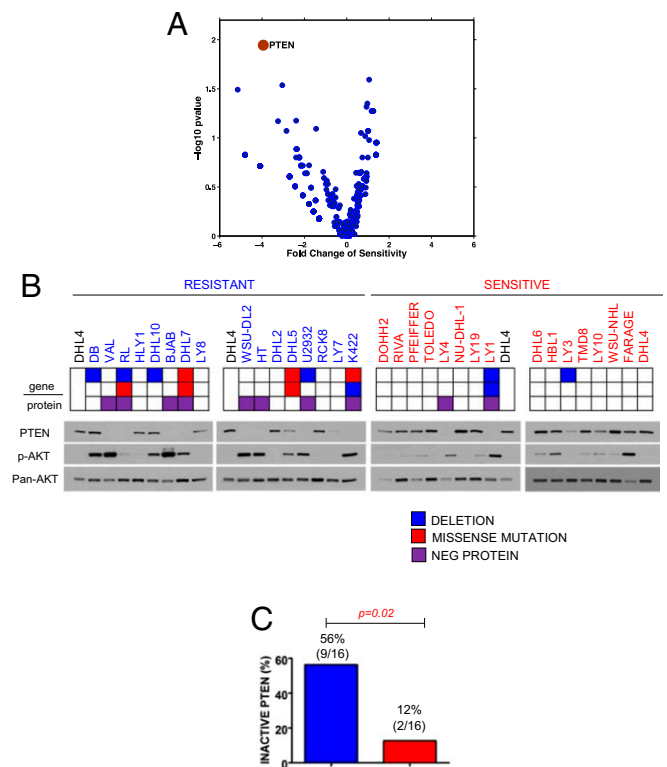 A
PTEN
2
1.5
1
0.5
0
−log10 pvalue
−6 −4 −2 0 2 4 6
Fold Change of Sensitivity
B
RESISTANT
SENSITIVE
DHL4 DB VAL RL HLY1 DHL10 BJAB DHL7 LY8
DHL4 WSU-DL2 HT DHL2 DHL5 U2932 RCK8 LY7 K422
DOHH2 RIVA PFEIFFER TOLEDO LY4 NU-DHL-1 LY19 LY1 DHL4
DHL6 HBL1 LY3 TMD8 LY10 WSU-NHL FARAGE DHL4
gene
protein
PTEN
p-AKT
Pan-AKT
DELETION
MISSENSE MUTATION
NEG PROTEIN
C
p=0.02
56%
(9/16)
12%
(2/16)
INACTIVE PTEN (%)
60
40
20
0